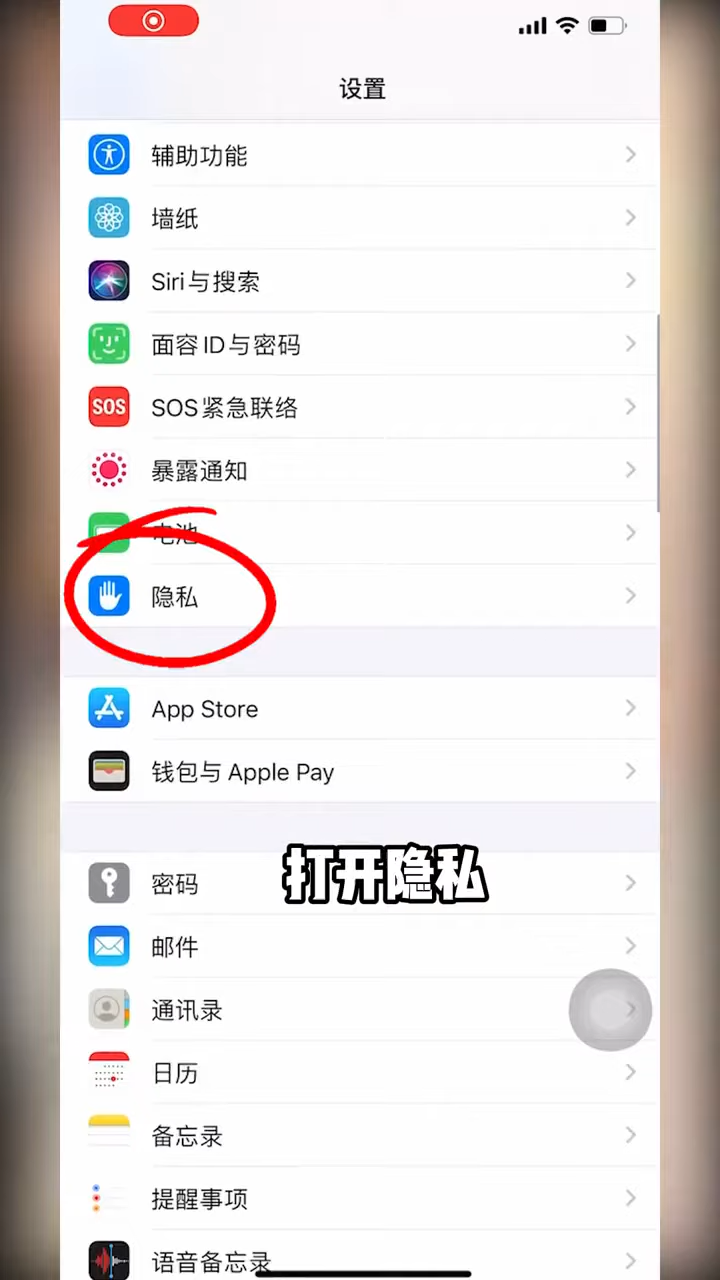 设置
辅助功能
墙纸
Siri与搜索
面容ID与密码
SOS
SOS紧急联络
暴露通知
电池
隐私
App Store
钱包与 Apple Pay
打开隐私
密码
邮件
通讯录
日历
备忘录
提醒事项
语音备忘录